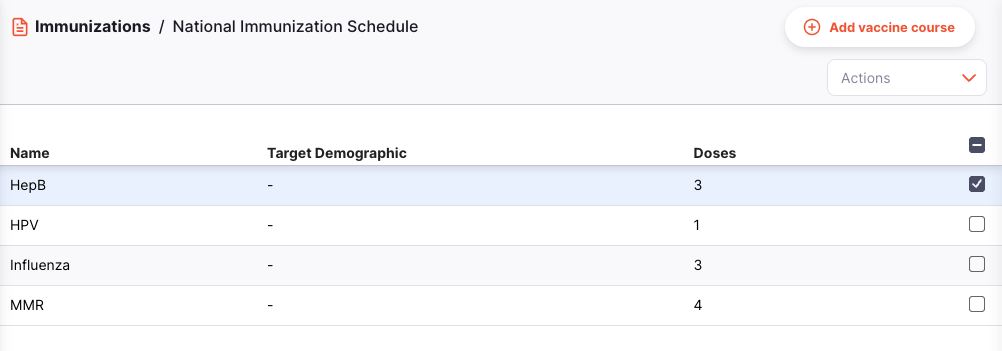 Immunizations / National Immunization Schedule
Add vaccine course
Actions
Name Target Demographic Doses
HepB - 3
HPV - 1
Influenza - 3
MMR - 4